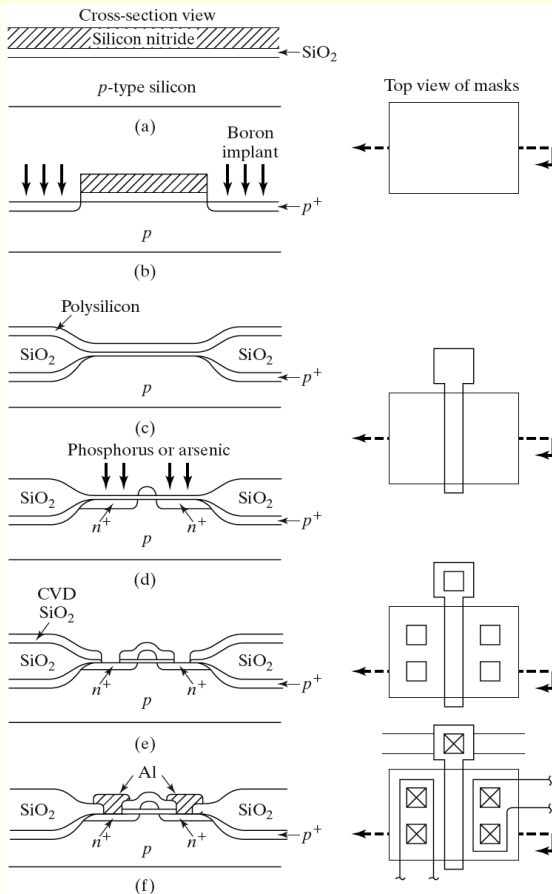 Cross-section view
Silicon nitride
SiO₂
p-type silicon
Top view of masks
(a)
Boron
implant
p⁺
p
(b)
Polysilicon
SiO₂
SiO₂
p⁺
p
(c)
Phosphorus or arsenic
SiO₂
SiO₂
n⁺
n⁺
p⁺
p
(d)
CVD
SiO₂
SiO₂
SiO₂
n⁺
n⁺
p⁺
p
(e)
Al
SiO₂
SiO₂
n⁺
n⁺
p⁺
p
(f)